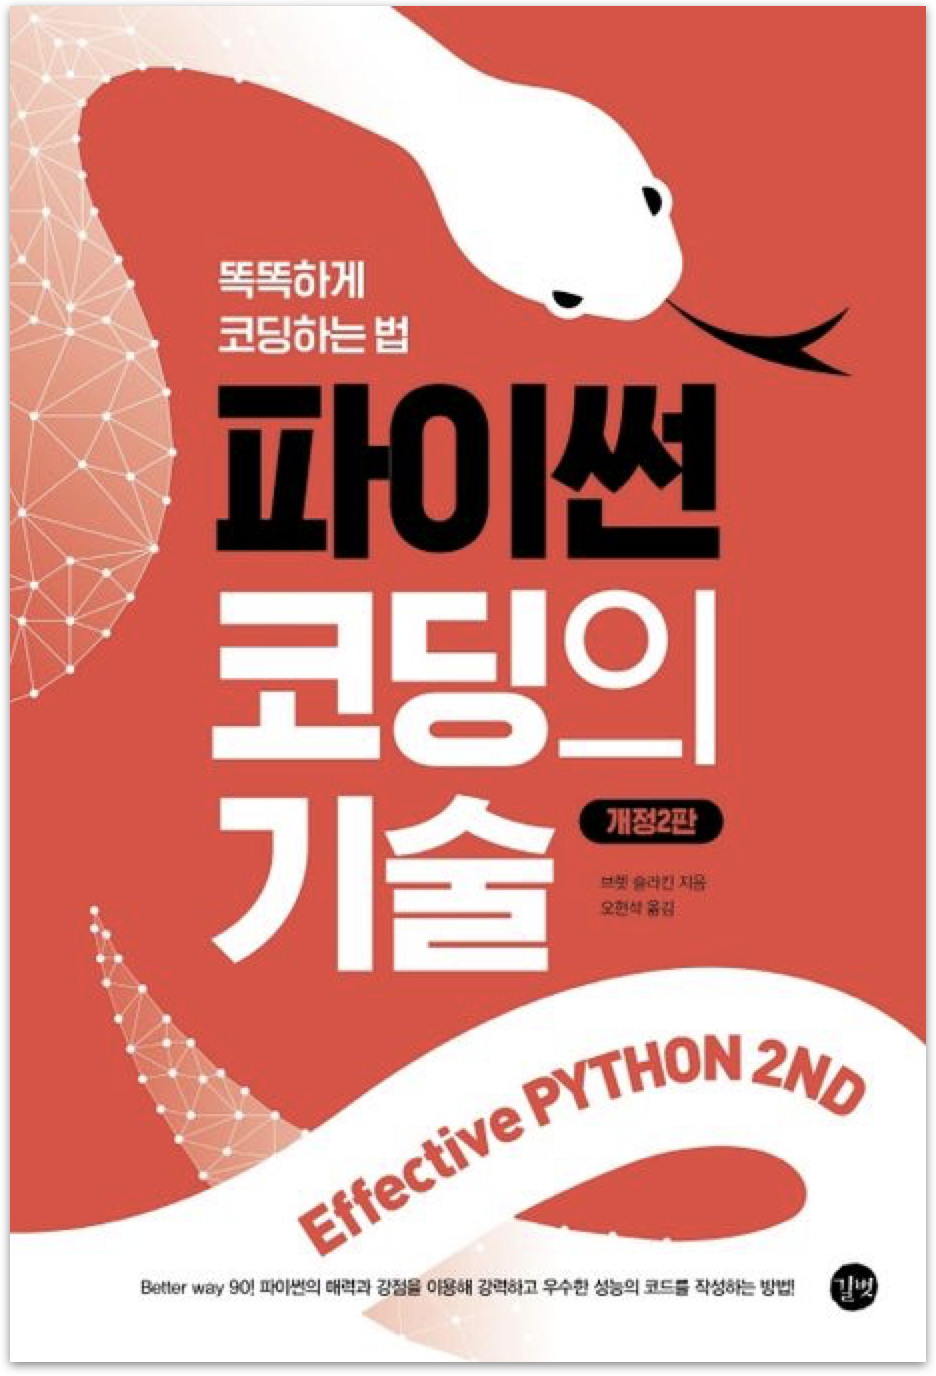 똑똑하게
코딩하는 법
파이썬
코딩의
기술
개정2판
브렛 슬라킨 지음
오현석 옮김
Effective PYTHON 2ND
Better way 90! 파이썬의 매력과 강점을 이용해 강력하고 우수한 성능의 코드를 작성하는 방법!
길벗